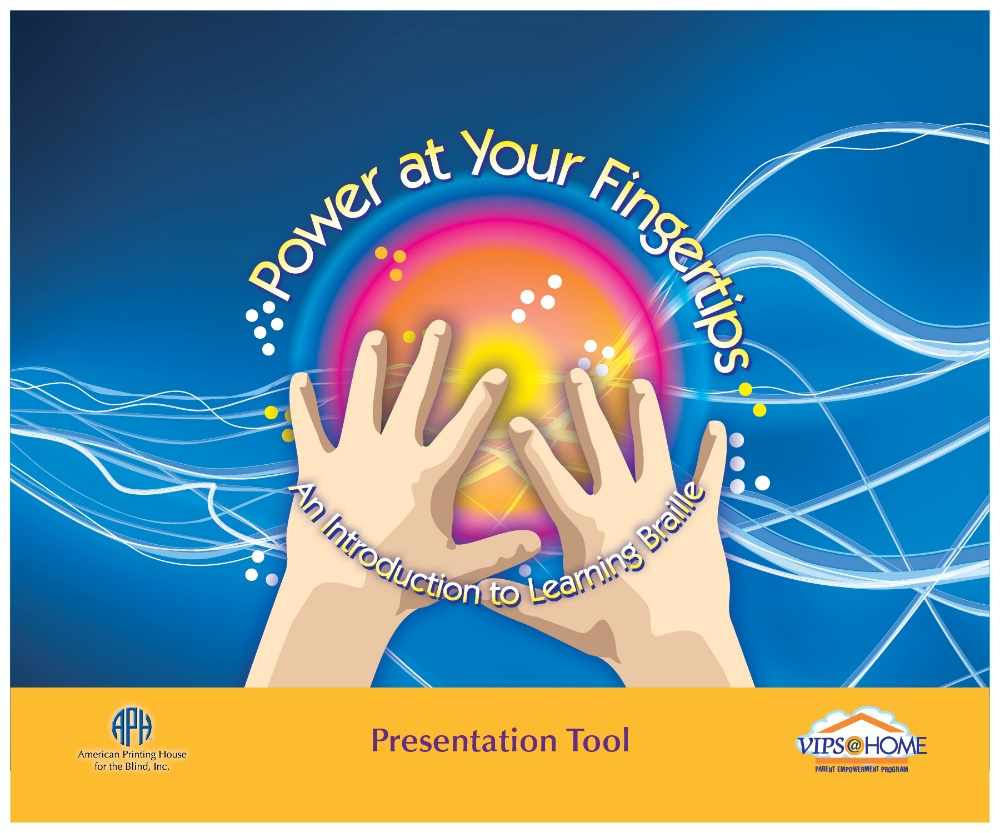 Power at Your Fingertips
An Introduction to Learning Braille
APH
American Printing House
for the Blind, Inc.
Presentation Tool
VIPS@HOME
PARENT EMPOWERMENT PROGRAM